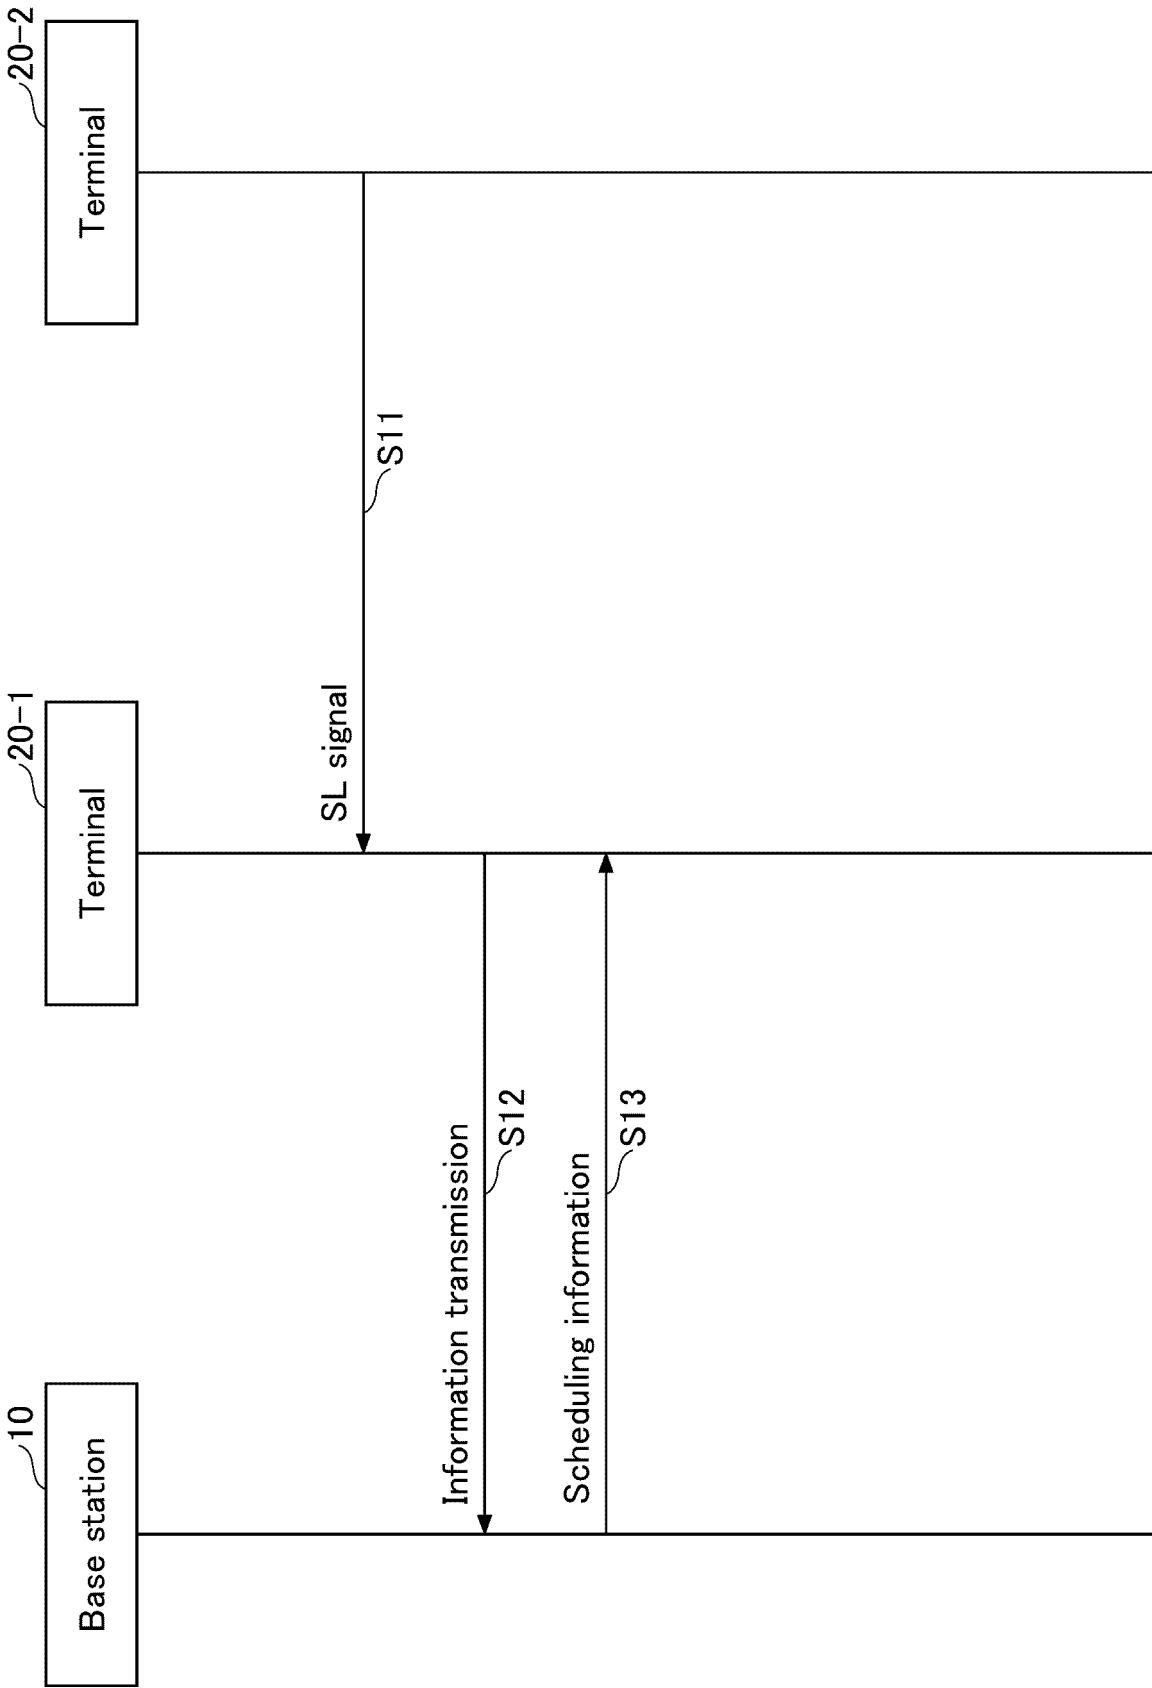 10
20-1
20-2
Base station
Terminal
Terminal
SL signal
S11
Information transmission
S12
Scheduling information
S13